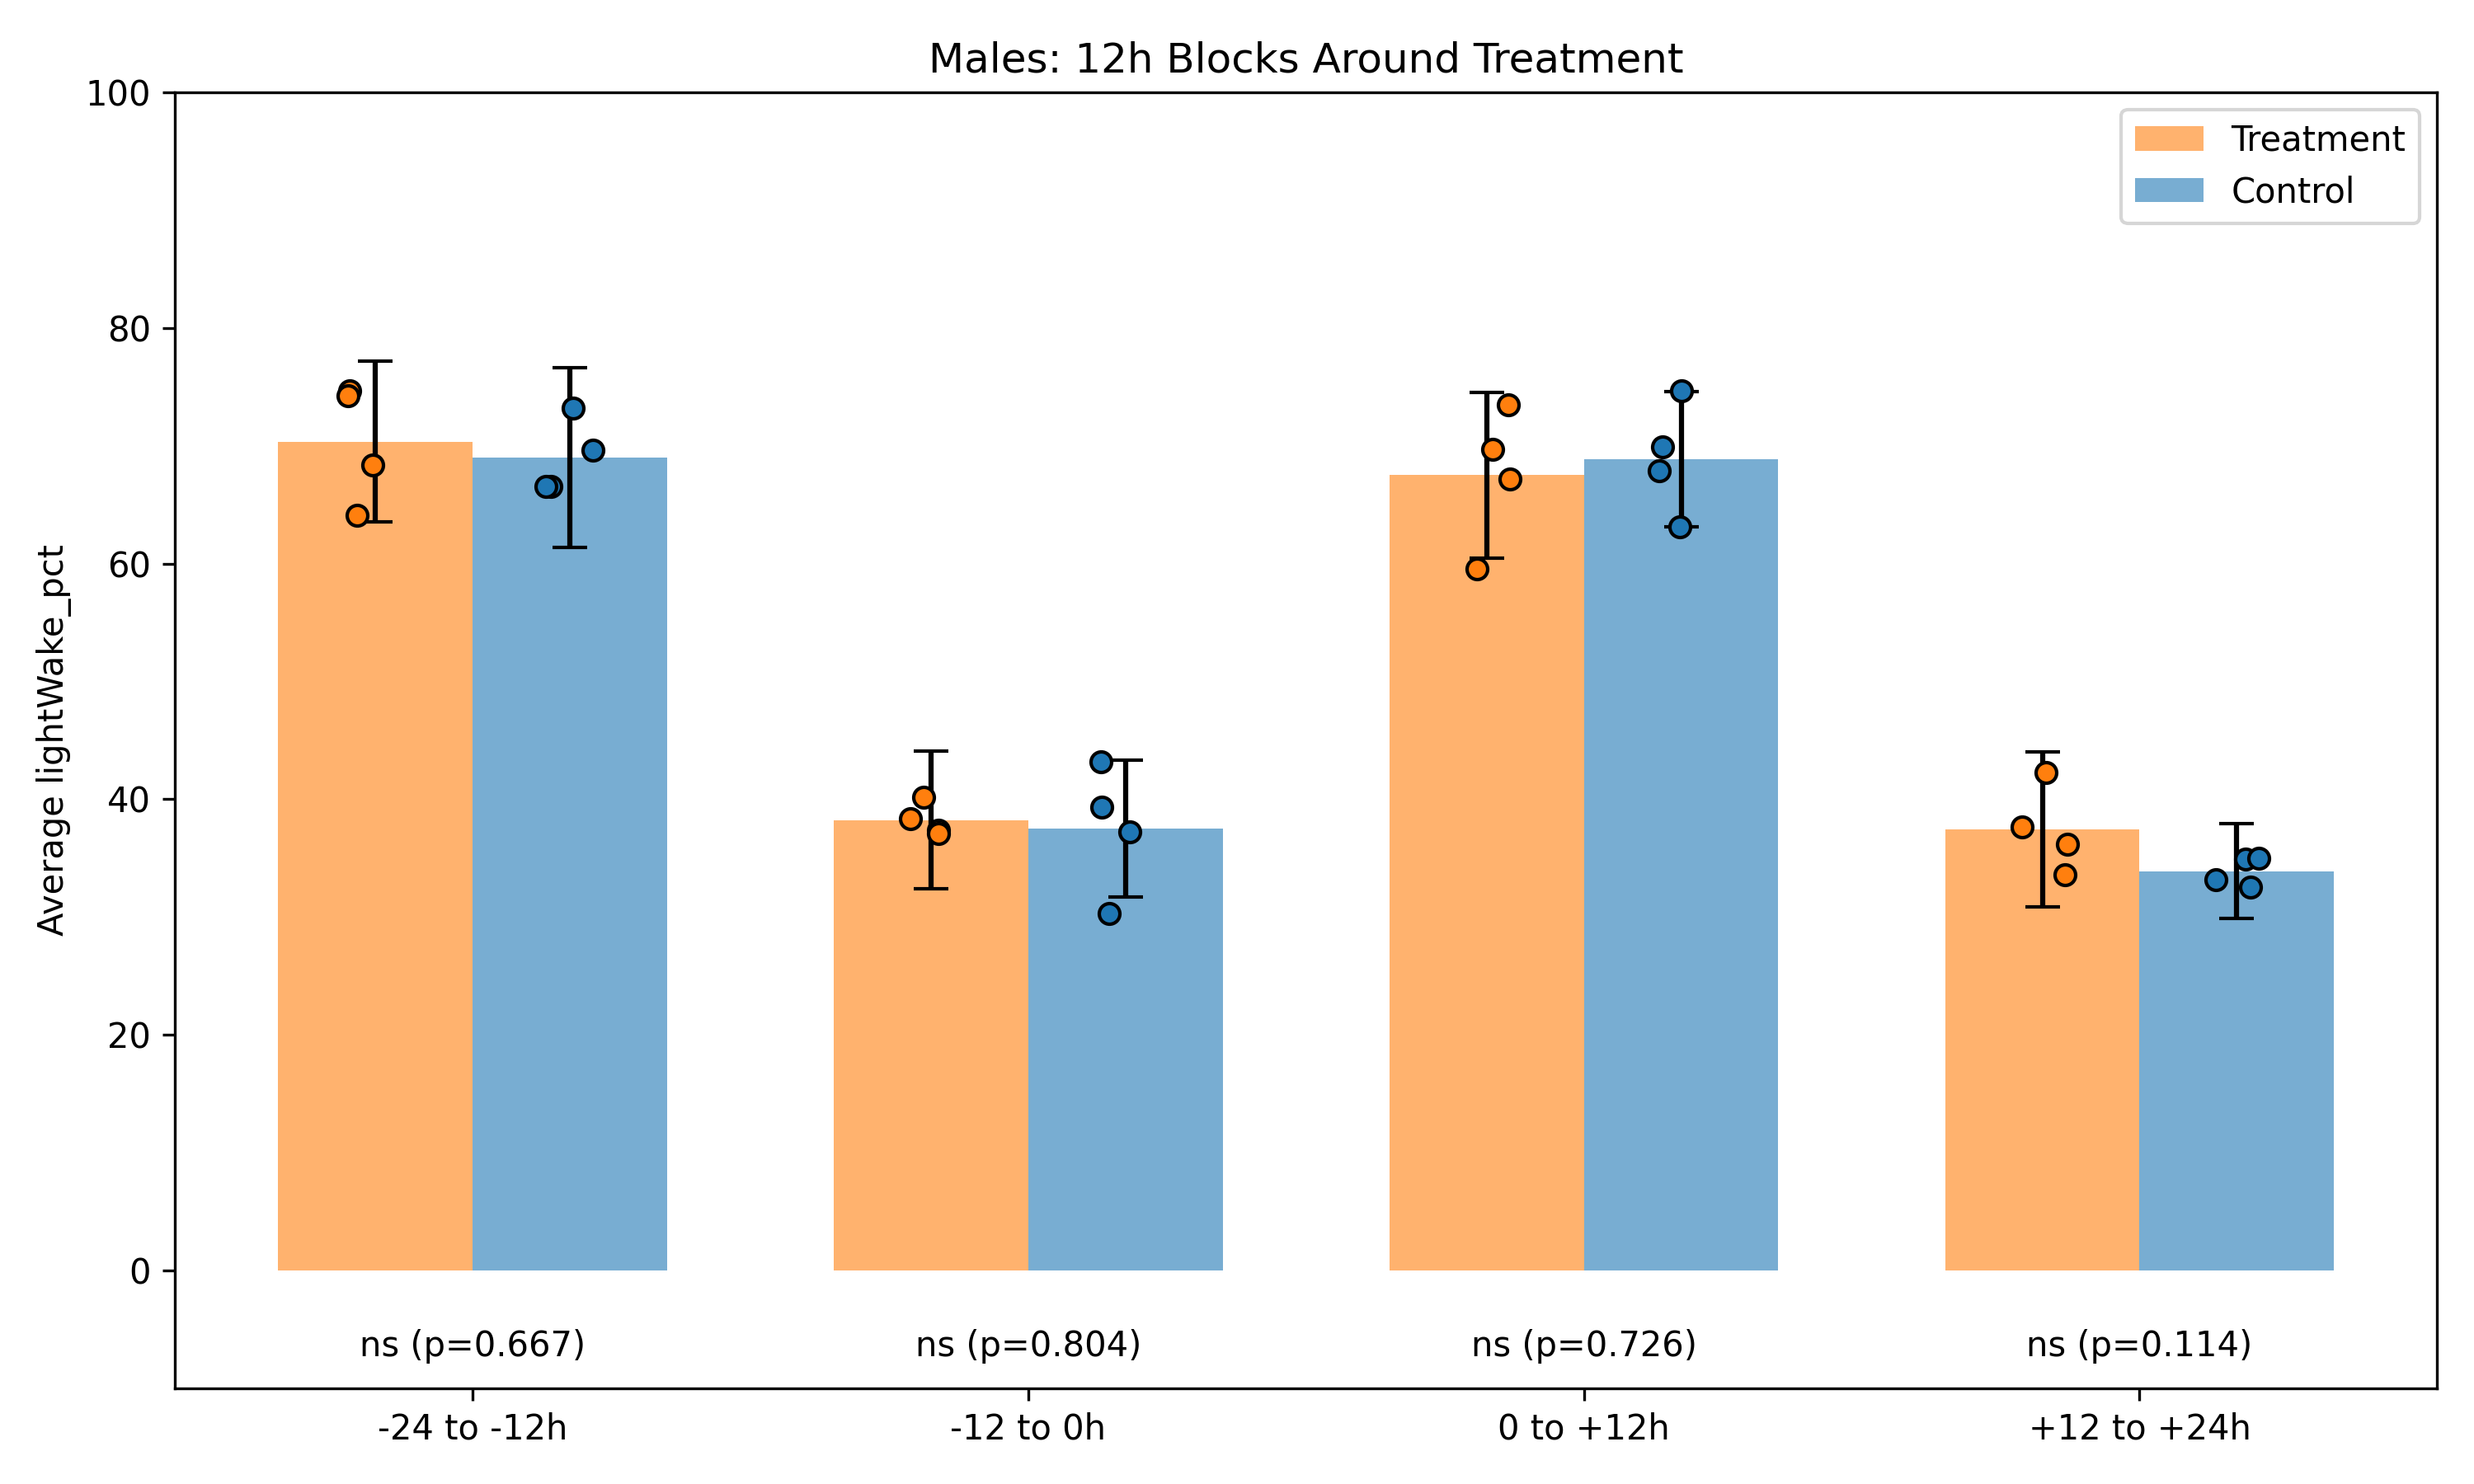 Males: 12h Blocks Around Treatment
100
80
60
40
20
0
Average lightWake_pct
Treatment
Control
ns (p=0.667)
ns (p=0.804)
ns (p=0.726)
ns (p=0.114)
-24 to -12h
-12 to 0h
0 to +12h
+12 to +24h